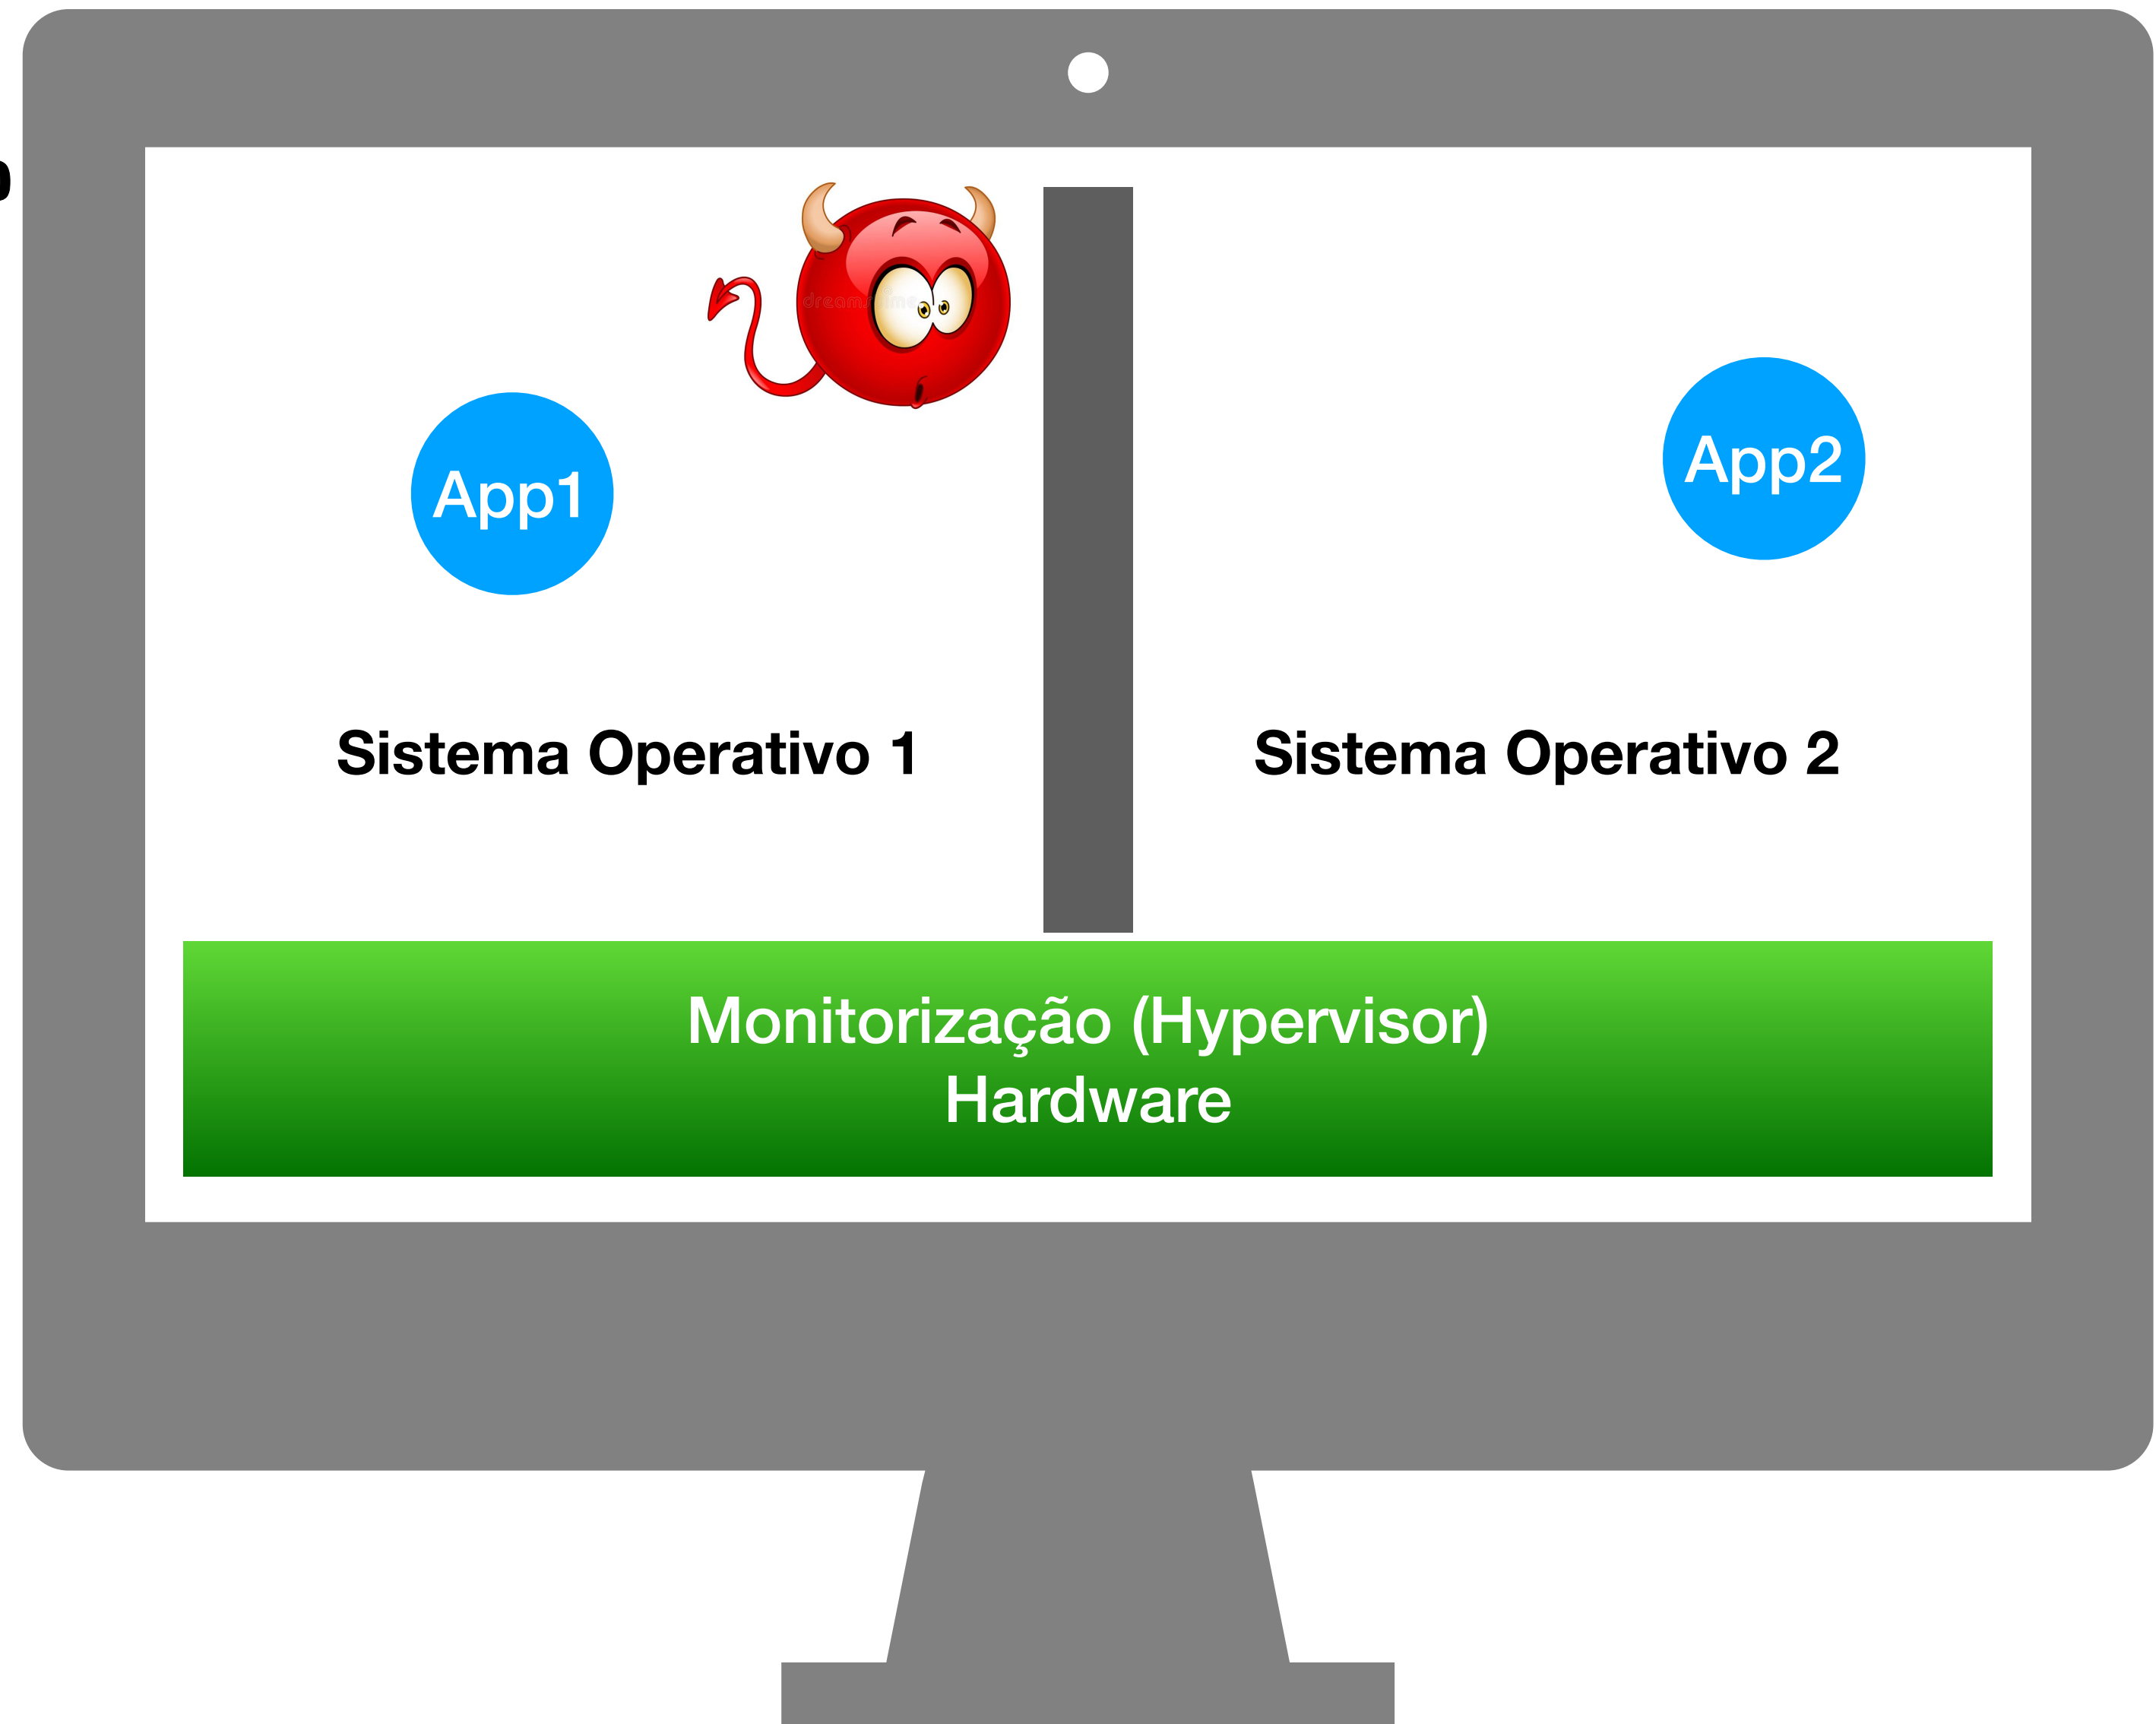 App1
App2
Sistema Operativo 1
Sistema Operativo 2
Monitorização (Hypervisor)
Hardware